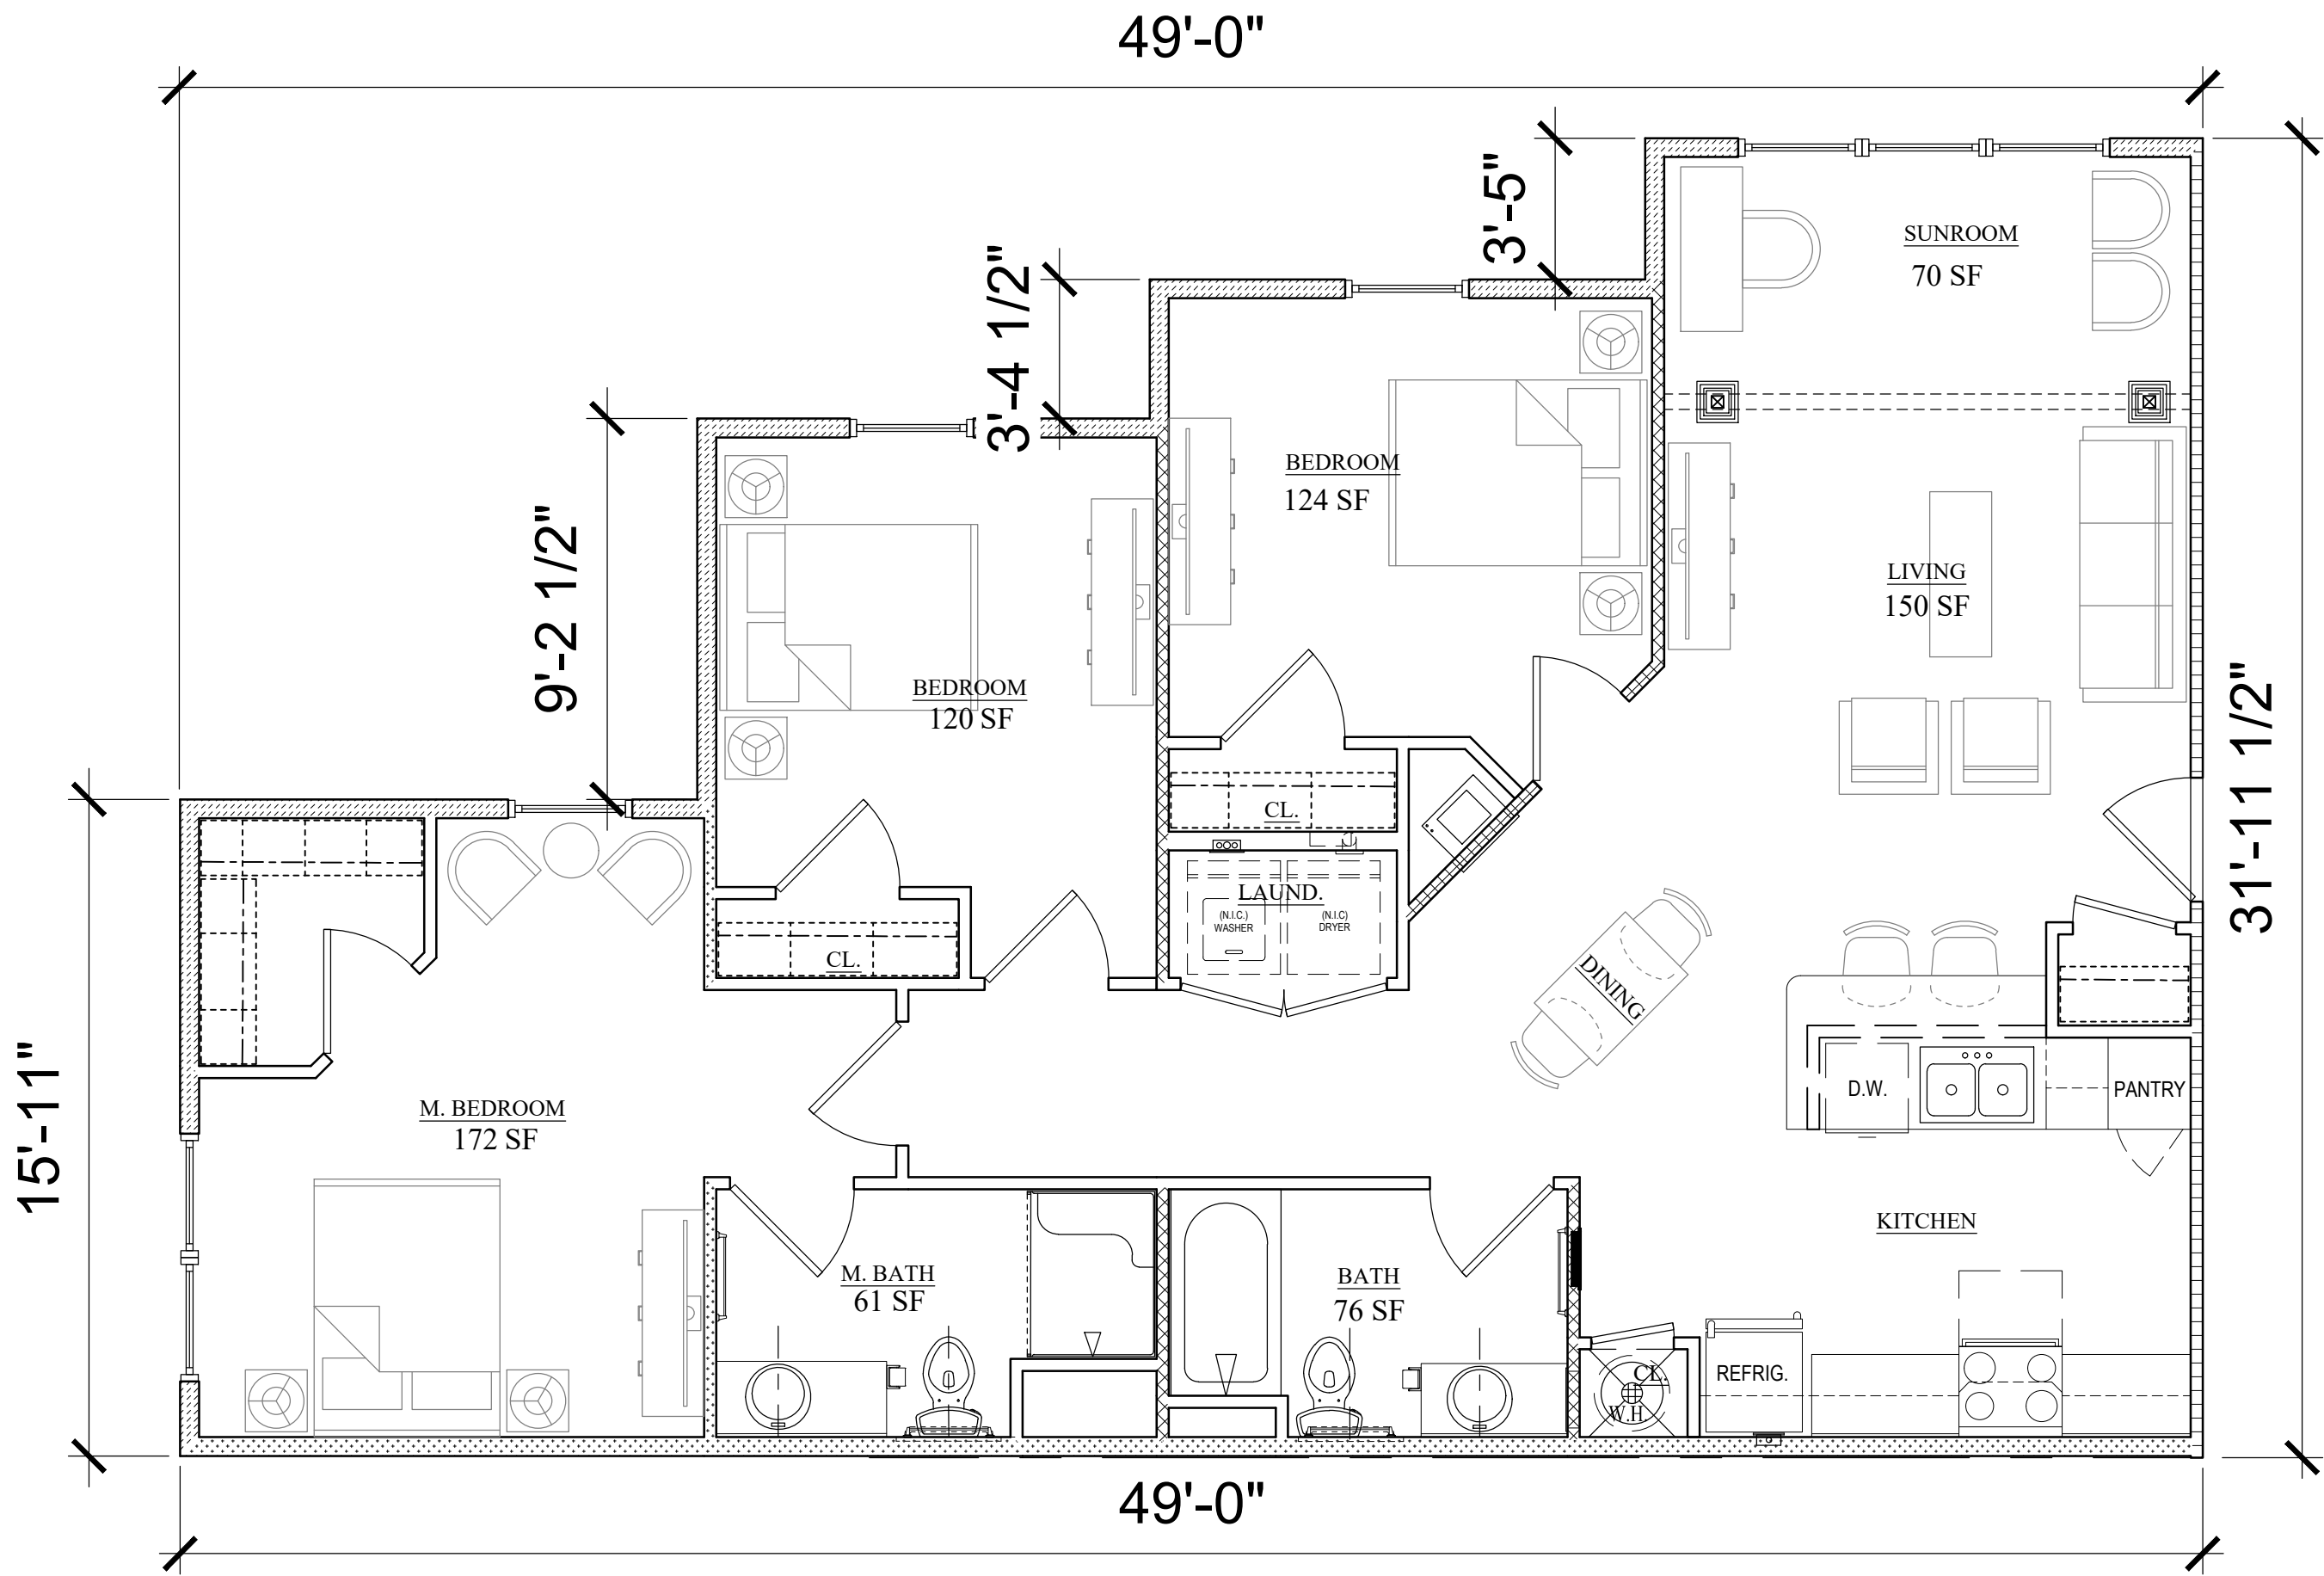 49'-0"
3'-5"
SUNROOM
70 SF
3'-4 1/2"
BEDROOM
124 SF
9'-2 1/2"
LIVING
150 SF
BEDROOM
120 SF
31'-11 1/2"
CL.
LAUND.
(N.I.C.)
WASHER
(N.I.C)
DRYER
CL.
DINING
15'-11"
M. BEDROOM
172 SF
D.W.
PANTRY
KITCHEN
M. BATH
61 SF
BATH
76 SF
CL.
W.H.
REFRIG.
49'-0"